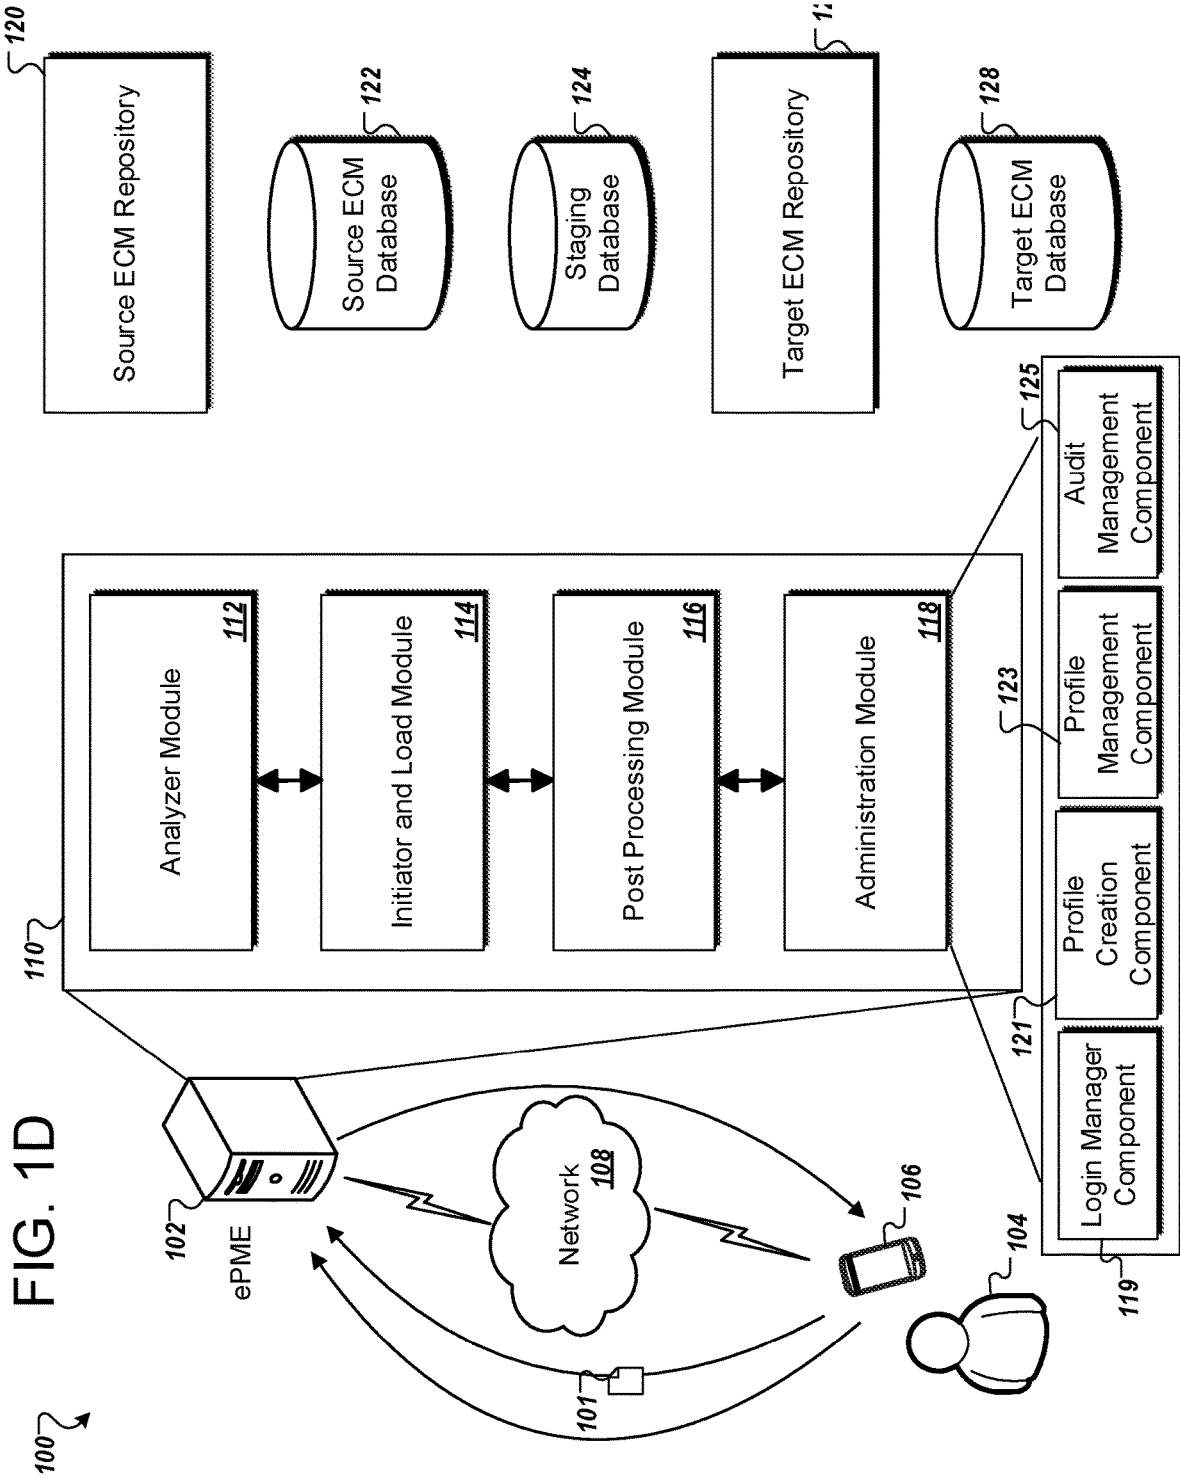 FIG. 1D
100
102
ePME
Network
108
101
106
104
110
Analyzer Module
112
Initiator and Load Module
114
Post Processing Module
116
Administration Module
118
Login Manager
Component
119
Profile
Creation
Component
121
Profile
Management
Component
123
Audit
Management
Component
125
Source ECM Repository
120
Source ECM
Database
122
Staging
Database
124
Target ECM Repository
Target ECM
Database
128